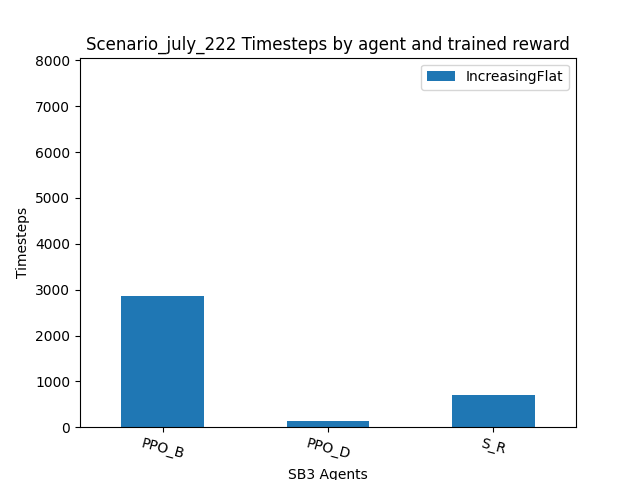 Scenario_july_222 Timesteps by agent and trained reward
IncreasingFlat
8000
7000
6000
5000
4000
3000
2000
1000
0
Timesteps
PPO_B
PPO_D
S_R
SB3 Agents